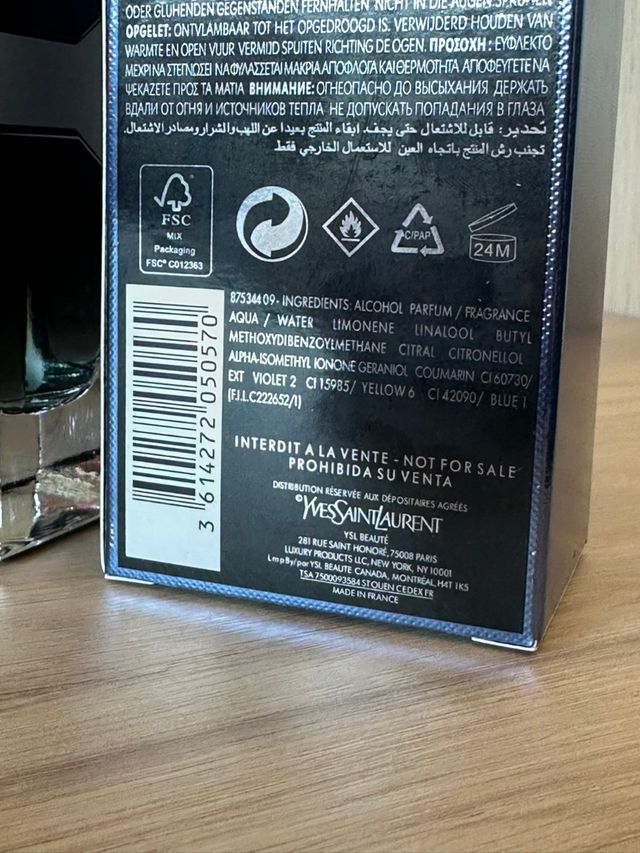 ODER GLÜHENDEN GEGENSTÄNDEN FERNHALTEN NICHT IN DIE AUGEN SPRÜHEN
OPGELET: ONTVLAMBAAR TOT HET OPGEDROOGD IS. VERWIJDERD HOUDEN VAN
WARMTE EN OPEN VUUR VERMIJD SPUITEN RICHTING DE OGEN. ΠΡΟΣΟΧΗ: ΕΥΦΛΕΚΤΟ
ΜΕΧΡΙ ΝΑ ΣΤΕΓΝΩΣΕΙ ΝΑ ΦΥΛΑΣΣΕΤΑΙ ΜΑΚΡΙΑ ΑΠΟ ΦΛΟΓΑ ΚΑΙ ΘΕΡΜΟΤΗΤΑ ΑΠΟΦΕΥΓΕΤΕ ΝΑ
ΨΕΚΑΖΕΤΕ ΠΡΟΣ ΤΑ ΜΑΤΙΑ ВНИМАНИЕ: ОГНЕОПАСНО ДО ВЫСЫХАНИЯ ДЕРЖАТЬ
ВДАЛИ ОТ ОГНЯ И ИСТОЧНИКОВ ТЕПЛА НЕ ДОПУСКАТЬ ПОПАДАНИЯ В ГЛАЗА
تحذير: قابل للاشتعال حتى يجف. ابقاء المنتج بعيدا عن اللهب والشرار ومصادر الاشتعال.
تجنب رش المنتج باتجاه العين للاستعمال الخارجي فقط.
FSC
MIX
Packaging
FSC® C012363
C/PAP
24M
3 614272 050570
875344 09 - INGREDIENTS: ALCOHOL PARFUM / FRAGRANCE
AQUA / WATER LIMONENE LINALOOL BUTYL
METHOXYDIBENZOYLMETHANE CITRAL CITRONELLOL
ALPHA-ISOMETHYL IONONE GERANIOL COUMARIN CI 60730/
EXT VIOLET 2 CI 15985/ YELLOW 6 CI 42090/ BLUE 1
(F.I.L.C222652/1)
INTERDIT A LA VENTE - NOT FOR SALE
PROHIBIDA SU VENTA
DISTRIBUTION RÉSERVÉE AUX DÉPOSITAIRES AGRÉÉS
©YVESSAINTLAURENT
YSL BEAUTÉ
281 RUE SAINT HONORÉ, 75008 PARIS
LUXURY PRODUCTS LLC, NEW YORK, NY 10001
Imp By/par YSL BEAUTE CANADA, MONTRÉAL H4T 1K5
TSA 75000 93584 ST OUEN CEDEX FR
MADE IN FRANCE